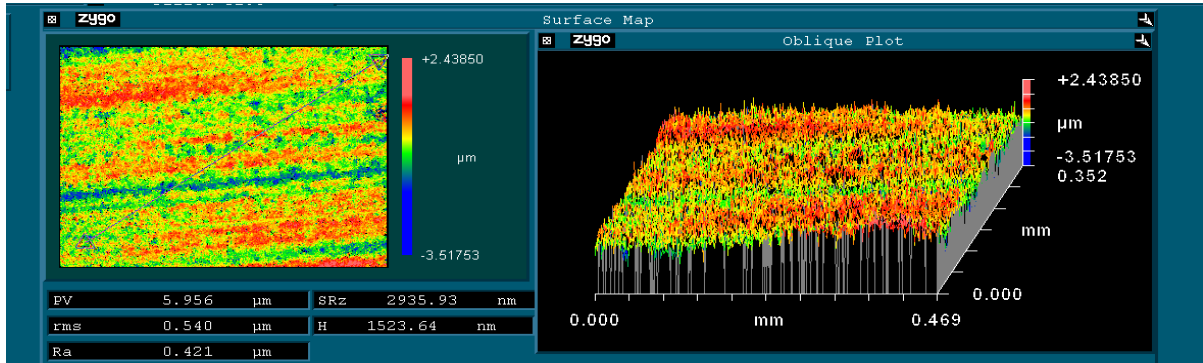 zygo Surface Map
+2.43850
µm
-3.51753
zygo Oblique Plot
+2.43850
µm
-3.51753
0.352
mm
0.000
0.000 mm 0.469
PV 5.956 µm SRz 2935.93 nm
rms 0.540 µm H 1523.64 nm
Ra 0.421 µm